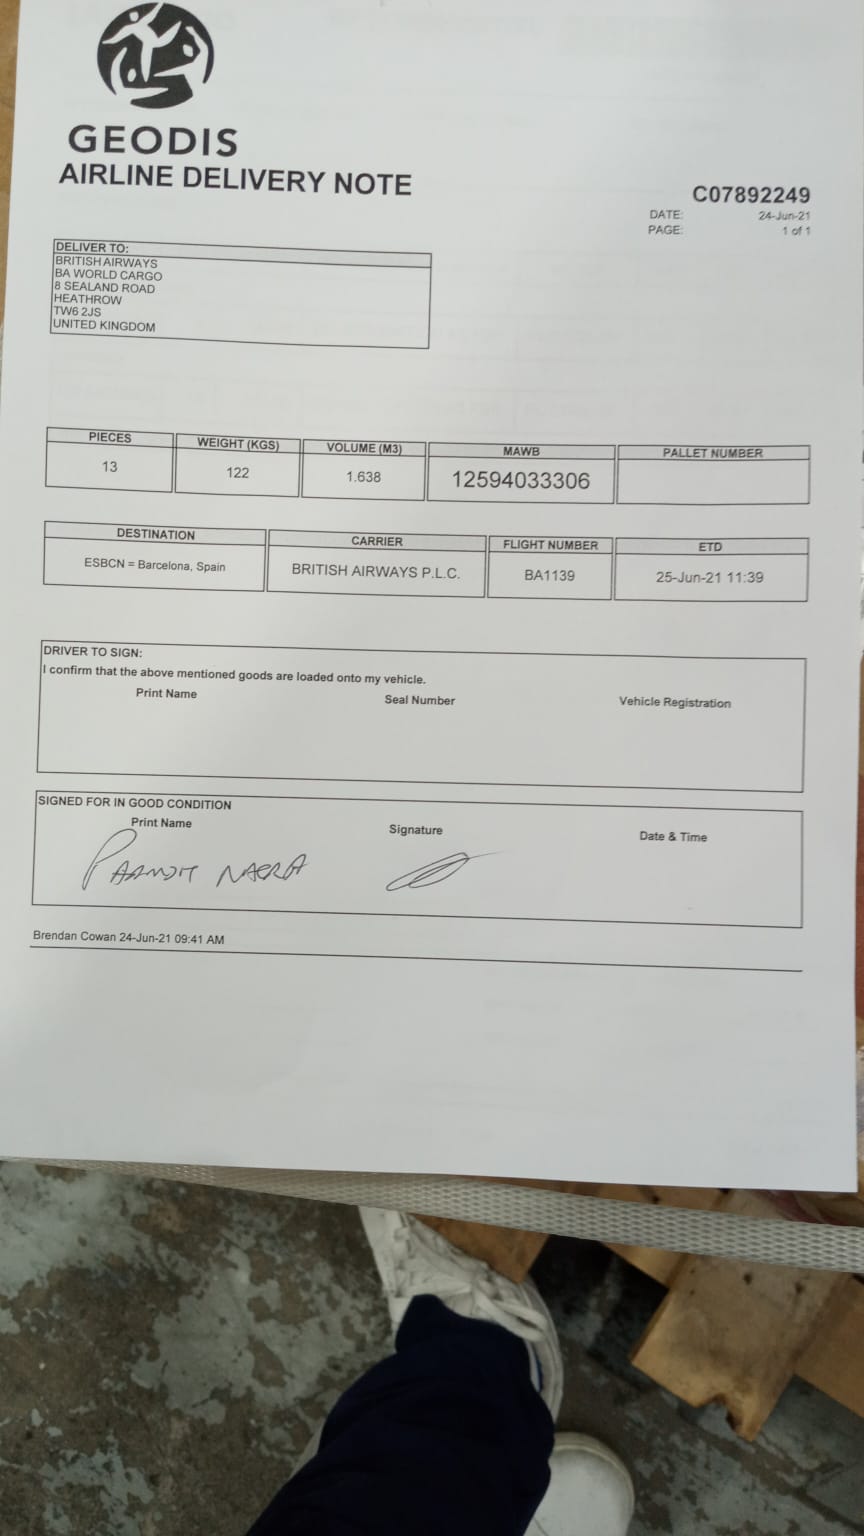 GEODIS
AIRLINE DELIVERY NOTE
C07892249
DATE: 24-Jun-21
PAGE: 1 of 1
DELIVER TO:
BRITISH AIRWAYS
BA WORLD CARGO
8 SEALAND ROAD
HEATHROW
TW6 2JS
UNITED KINGDOM
PIECES WEIGHT (KGS) VOLUME (M3) MAWB PALLET NUMBER
13 122 1.638 12594033306
DESTINATION CARRIER FLIGHT NUMBER ETD
ESBCN = Barcelona, Spain BRITISH AIRWAYS P.L.C. BA1139 25-Jun-21 11:39
DRIVER TO SIGN:
I confirm that the above mentioned goods are loaded onto my vehicle.
Print Name Seal Number Vehicle Registration
SIGNED FOR IN GOOD CONDITION
Print Name Signature Date & Time
Brendan Cowan 24-Jun-21 09:41 AM